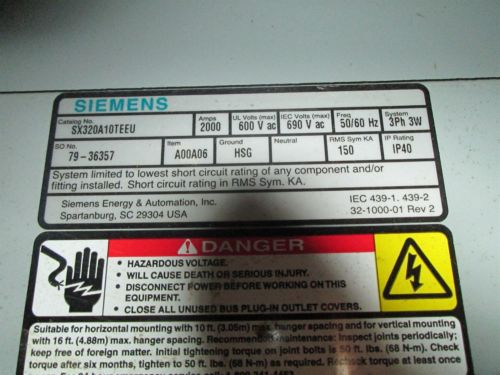 SIEMENS
Catalog No. Amps UL Volts (max) IEC Volts (max) Freq System
SX320A10TEEU 2000 600 V ac 690 V ac 50/60 Hz 3Ph 3W
SO No. Item Ground Neutral RMS Sym KA IP Rating
79-36357 A00A06 HSG 150 IP40
System limited to lowest short circuit rating of any component and/or
fitting installed. Short circuit rating in RMS Sym. KA.
Siemens Energy & Automation, Inc. IEC 439-1. 439-2
Spartanburg, SC 29304 USA 32-1000-01 Rev 2
DANGER
• HAZARDOUS VOLTAGE.
• WILL CAUSE DEATH OR SERIOUS INJURY.
• DISCONNECT POWER BEFORE WORKING ON THIS
EQUIPMENT.
• CLOSE ALL UNUSED BUS PLUG-IN OUTLET COVERS.
Suitable for horizontal mounting with 10 ft. (3.05m) max. hanger spacing and for vertical mounting
with 16 ft. (4.88m) max. hanger spacing. Recommended Maintenance: Inspect joints periodically;
keep free of foreign matter. Initial tightening torque on joint bolts is 50 ft. lbs. (68 N-m). Check
torque after six months, tighten to 50 ft. lbs. (68 N-m) as required. Recheck torque at least once